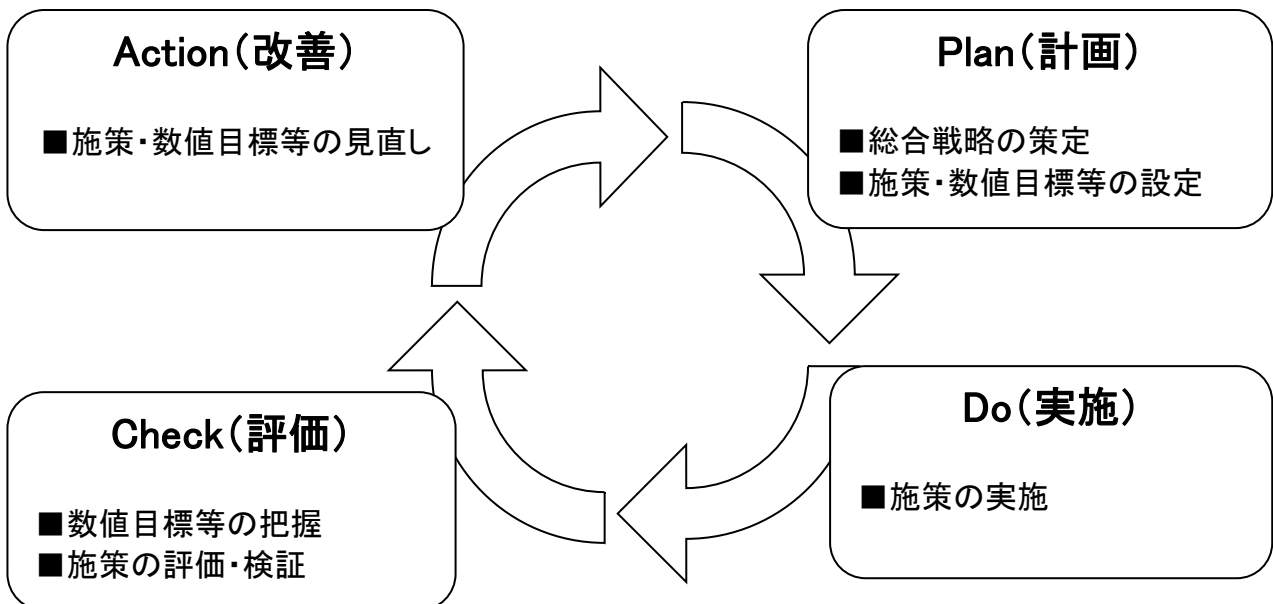 Action(改善)
■施策・数値目標等の見直し
Plan(計画)
■総合戦略の策定
■施策・数値目標等の設定
Check(評価)
■数値目標等の把握
■施策の評価・検証
Do(実施)
■施策の実施